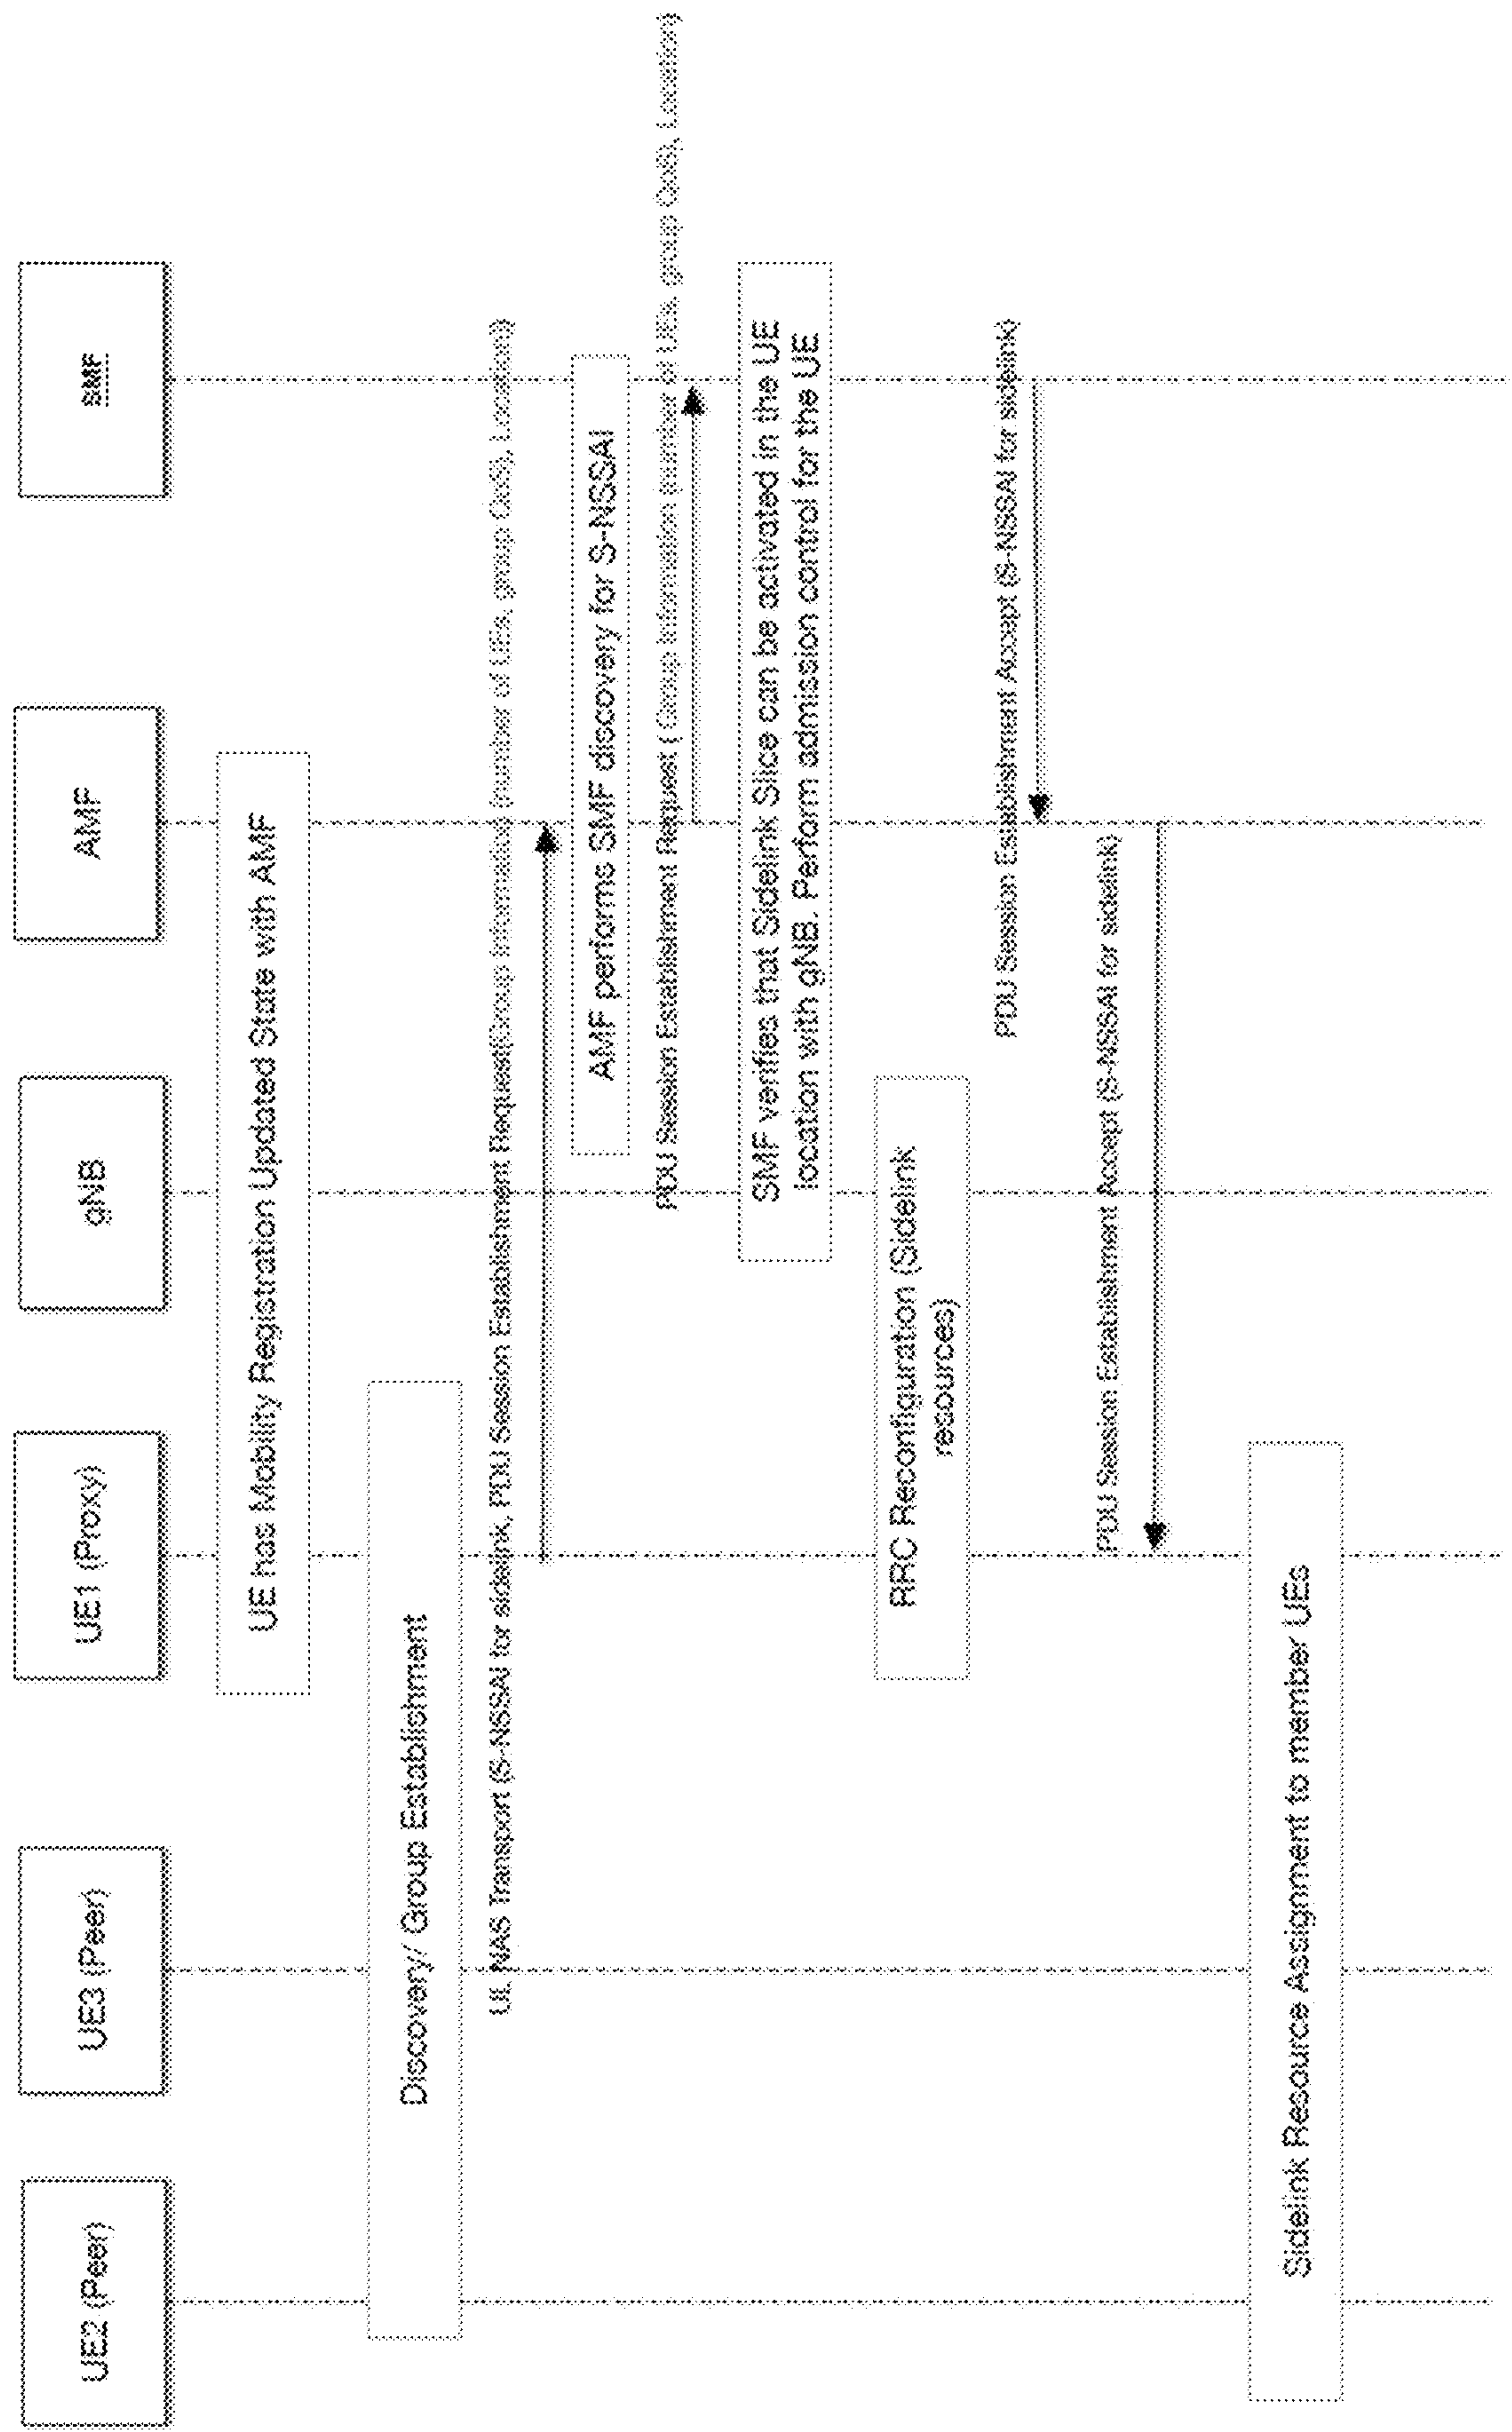 UE2 (Peer)
UE3 (Peer)
UE1 (Proxy)
gNB
AMF
SMF
UE has Mobility Registration Updated State with AMF
Discovery/ Group Establishment
UL NAS Transport (S-NSSAI for sidelink, PDU Session Establishment Request(Group Information (number of UEs, group QoS), Location))
AMF performs SMF discovery for S-NSSAI
PDU Session Establishment Request ( Group Information (number of UEs, group QoS), Location)
SMF verifies that Sidelink Slice can be activated in the UE
location with gNB. Perform admission control for the UE
RRC Reconfiguration (Sidelink
resources)
PDU Session Establishment Accept (S-NSSAI for sidelink)
PDU Session Establishment Accept (S-NSSAI for sidelink)
Sidelink Resource Assignment to member UEs